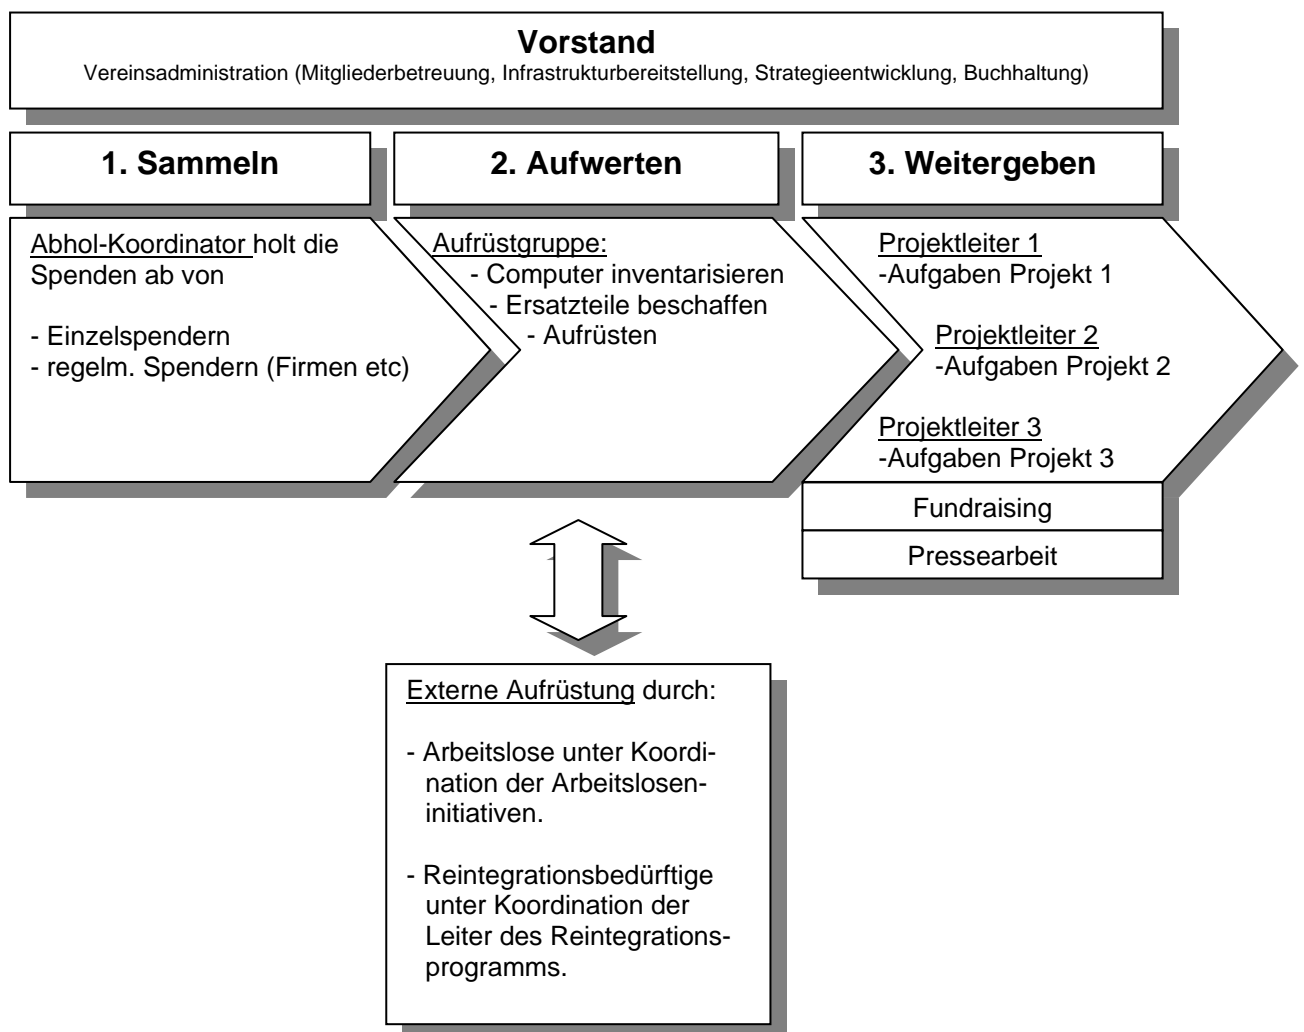 Vorstand
Vereinsadministration (Mitgliederbetreuung, Infrastrukturbereitstellung, Strategieentwicklung, Buchhaltung)
1. Sammeln
2. Aufwerten
3. Weitergeben
Abhol-Koordinator holt die
Spenden ab von
- Einzelspendern
- regelm. Spendern (Firmen etc)
Aufrüstgruppe:
- Computer inventarisieren
- Ersatzteile beschaffen
- Aufrüsten
Projektleiter 1
-Aufgaben Projekt 1
Projektleiter 2
-Aufgaben Projekt 2
Projektleiter 3
-Aufgaben Projekt 3
Fundraising
Pressearbeit
Externe Aufrüstung durch:
- Arbeitslose unter Koordi-
nation der Arbeitslosen-
initiativen.
- Reintegrationsbedürftige
unter Koordination der
Leiter des Reintegrations-
programms.